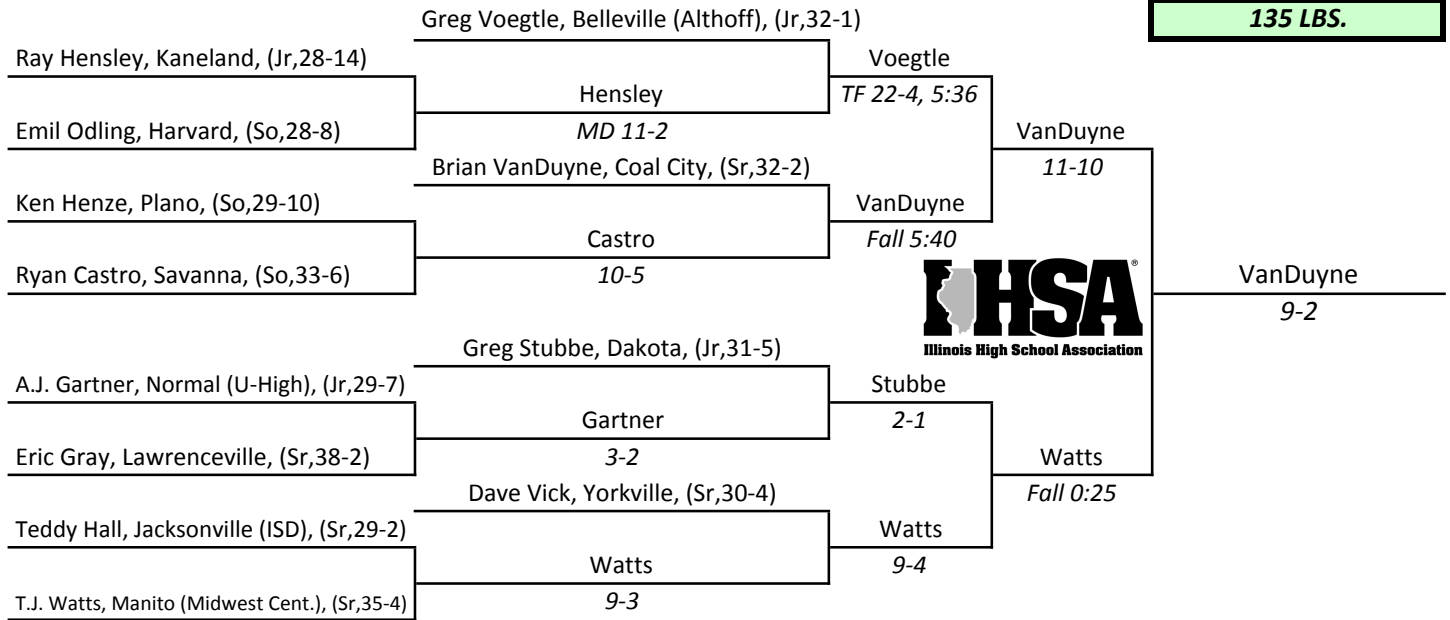 Greg Voegtle, Belleville (Althoff), (Jr,32-1)
135 LBS.
Ray Hensley, Kaneland, (Jr,28-14)
Voegtle
Hensley
TF 22-4, 5:36
Emil Odling, Harvard, (So,28-8)
MD 11-2
VanDuyne
Brian VanDuyne, Coal City, (Sr,32-2)
11-10
Ken Henze, Plano, (So,29-10)
VanDuyne
Castro
Fall 5:40
Ryan Castro, Savanna, (So,33-6)
10-5
IHSA®
Illinois High School Association
VanDuyne
9-2
Greg Stubbe, Dakota, (Jr,31-5)
A.J. Gartner, Normal (U-High), (Jr,29-7)
Stubbe
Gartner
2-1
Eric Gray, Lawrenceville, (Sr,38-2)
3-2
Watts
Dave Vick, Yorkville, (Sr,30-4)
Fall 0:25
Teddy Hall, Jacksonville (ISD), (Sr,29-2)
Watts
Watts
9-4
T.J. Watts, Manito (Midwest Cent.), (Sr,35-4)
9-3